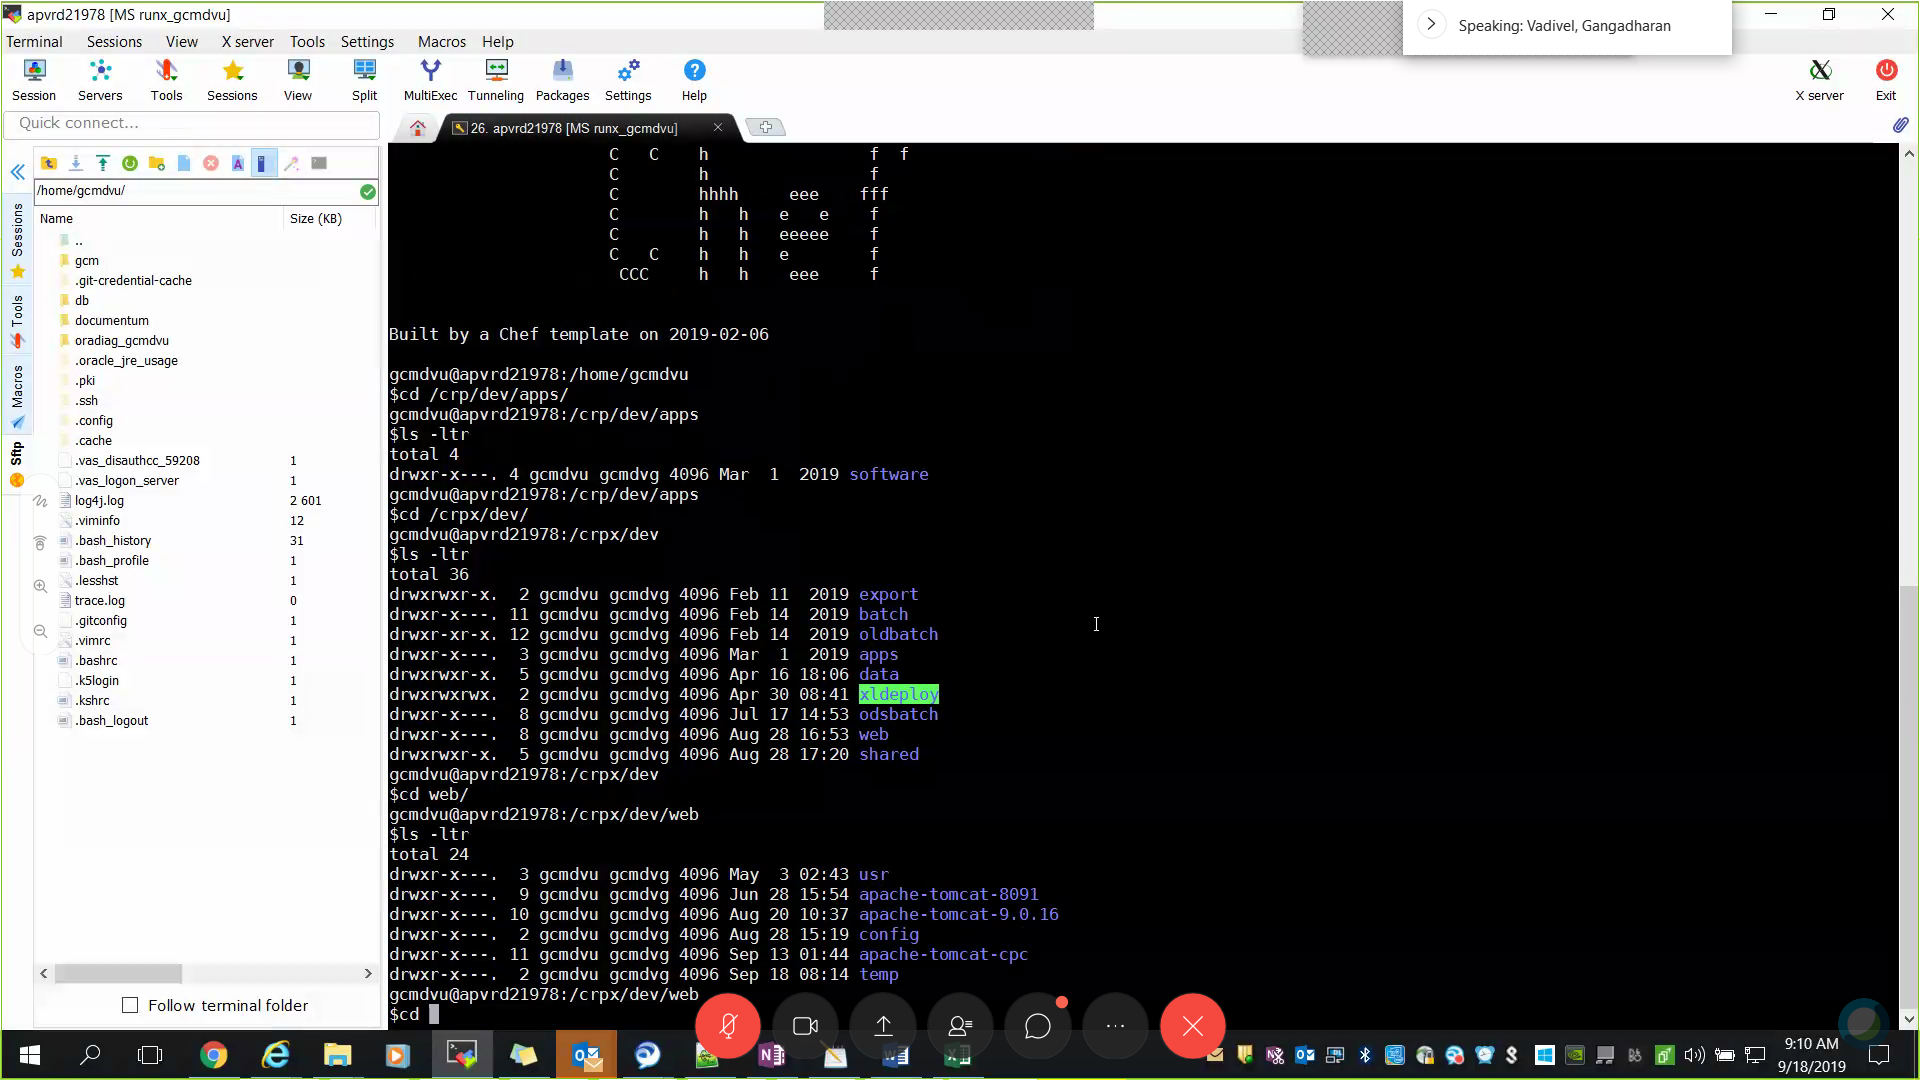 apvrd21978 [MS runx_gcmdvu]
Speaking: Vadivel, Gangadharan
Terminal Sessions View X server Tools Settings Macros Help
Session Servers Tools Sessions View Split MultiExec Tunneling Packages Settings Help X server Exit
Quick connect...
26. apvrd21978 [MS runx_gcmdvu]
/home/gcmdvu/
Name Size (KB)
..
gcm
.git-credential-cache
db
documentum
oradiag_gcmdvu
.oracle_jre_usage
.pki
.ssh
.config
.cache
.vas_disauthcc_59208 1
.vas_logon_server 1
log4j.log 2 601
.viminfo 12
.bash_history 31
.bash_profile 1
.lesshst 1
trace.log 0
.gitconfig 1
.vimrc 1
.bashrc 1
.k5login 1
.kshrc 1
.bash_logout 1
Follow terminal folder
Sessions
Tools
Macros
Sftp
C C h f f
C h f
C hhhh eee fff
C h h e e f
C h h eeeee f
C C h h e f
CCC h h eee f
Built by a Chef template on 2019-02-06
gcmdvu@apvrd21978:/home/gcmdvu
$cd /crp/dev/apps/
gcmdvu@apvrd21978:/crp/dev/apps
$ls -ltr
total 4
drwxr-x---. 4 gcmdvu gcmdvg 4096 Mar 1 2019 software
gcmdvu@apvrd21978:/crp/dev/apps
$cd /crpx/dev/
gcmdvu@apvrd21978:/crpx/dev
$ls -ltr
total 36
drwxrwxr-x. 2 gcmdvu gcmdvg 4096 Feb 11 2019 export
drwxr-x---. 11 gcmdvu gcmdvg 4096 Feb 14 2019 batch
drwxr-xr-x. 12 gcmdvu gcmdvg 4096 Feb 14 2019 oldbatch
drwxr-x---. 3 gcmdvu gcmdvg 4096 Mar 1 2019 apps
drwxrwxr-x. 5 gcmdvu gcmdvg 4096 Apr 16 18:06 data
drwxrwxrwx. 2 gcmdvu gcmdvg 4096 Apr 30 08:41 xldeploy
drwxr-x---. 8 gcmdvu gcmdvg 4096 Jul 17 14:53 odsbatch
drwxr-x---. 8 gcmdvu gcmdvg 4096 Aug 28 16:53 web
drwxrwxr-x. 5 gcmdvu gcmdvg 4096 Aug 28 17:20 shared
gcmdvu@apvrd21978:/crpx/dev
$cd web/
gcmdvu@apvrd21978:/crpx/dev/web
$ls -ltr
total 24
drwxr-x---. 3 gcmdvu gcmdvg 4096 May 3 02:43 usr
drwxr-x---. 9 gcmdvu gcmdvg 4096 Jun 28 15:54 apache-tomcat-8091
drwxr-x---. 10 gcmdvu gcmdvg 4096 Aug 20 10:37 apache-tomcat-9.0.16
drwxr-x---. 2 gcmdvu gcmdvg 4096 Aug 28 15:19 config
drwxr-x---. 11 gcmdvu gcmdvg 4096 Sep 13 01:44 apache-tomcat-cpc
drwxr-x---. 2 gcmdvu gcmdvg 4096 Sep 18 08:14 temp
gcmdvu@apvrd21978:/crpx/dev/web
$cd
9:10 AM
9/18/2019